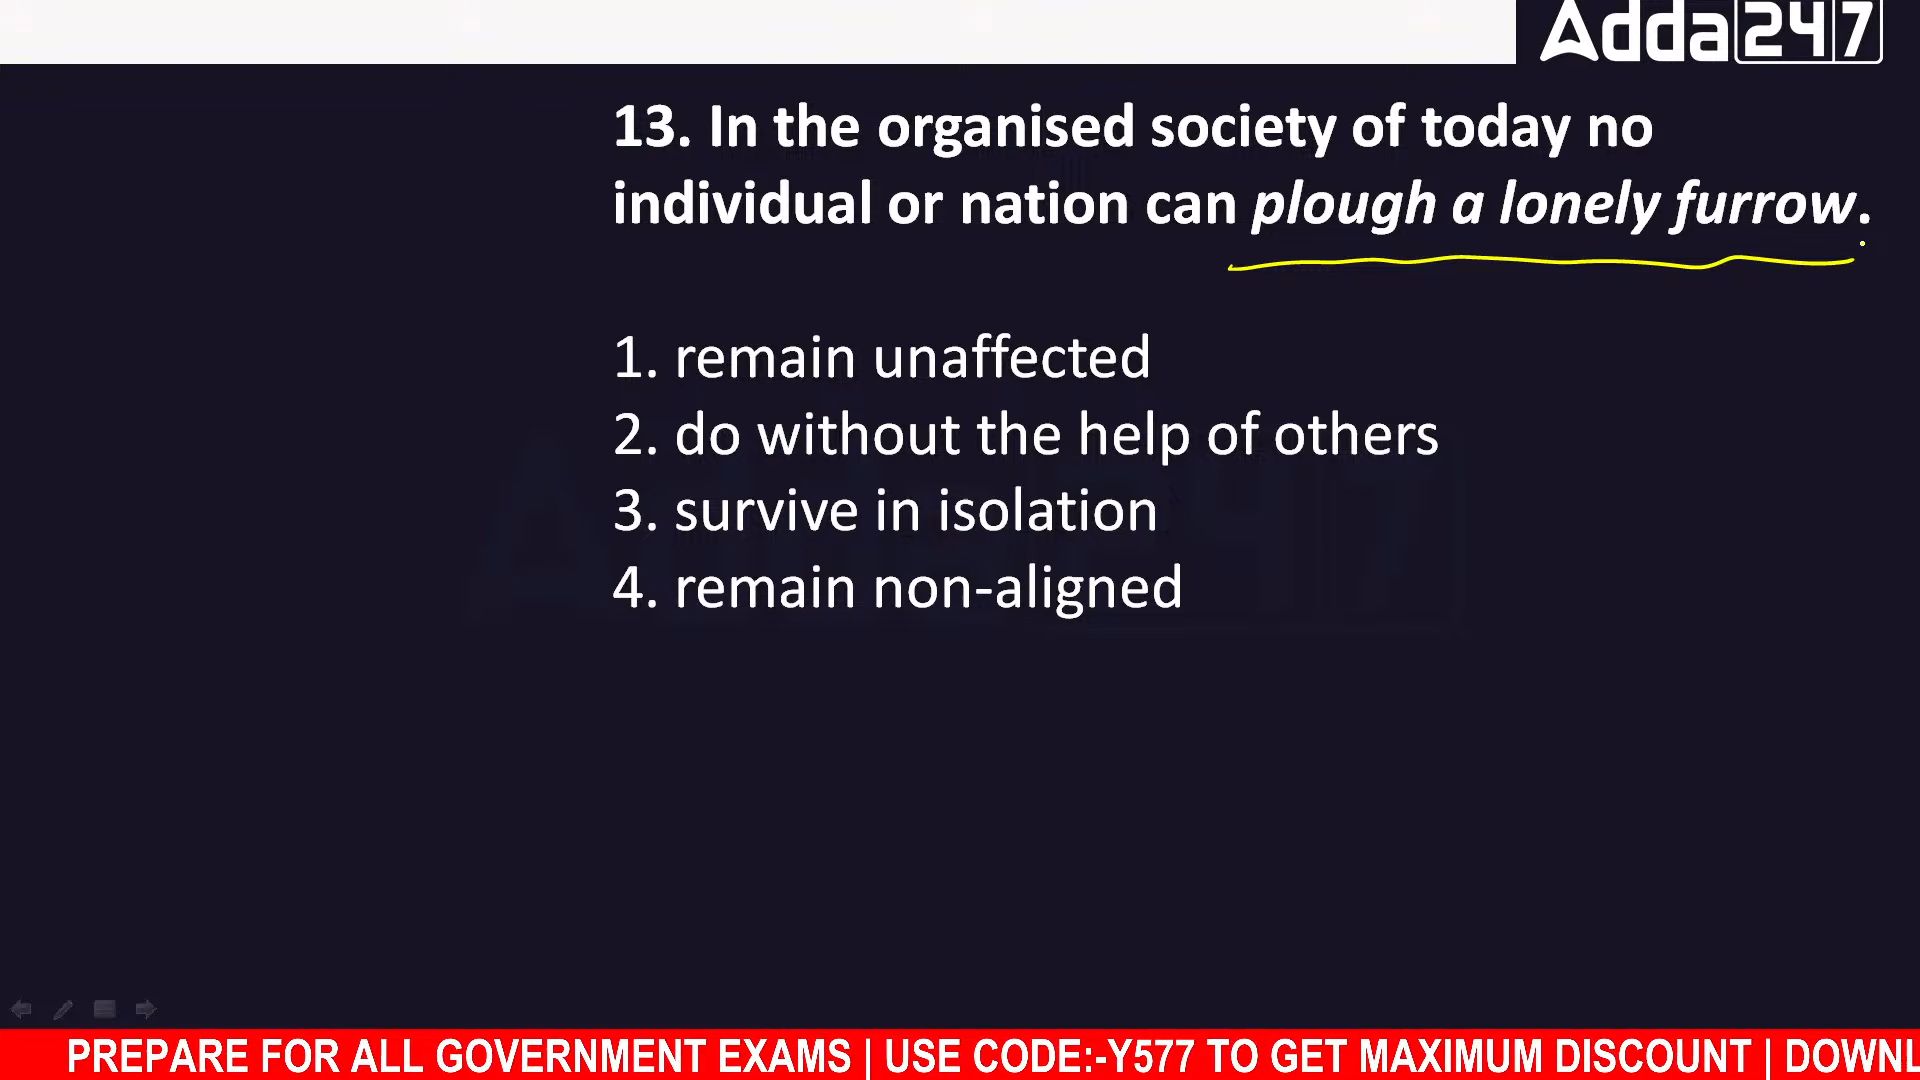 Adda247
13. In the organised society of today no
individual or nation can plough a lonely furrow.
1. remain unaffected
2. do without the help of others
3. survive in isolation
4. remain non-aligned
PREPARE FOR ALL GOVERNMENT EXAMS | USE CODE:-Y577 TO GET MAXIMUM DISCOUNT | DOWNL